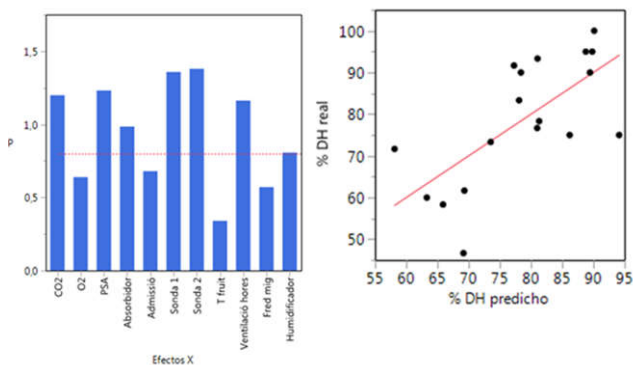 1,5
1,0
0,5
0,0
CO2
O2
PSA
Absorbidor
Admissió
Sonda 1
Sonda 2
T fruit
Ventilació hores
Fred mig
Humidificador
Efectos X
% DH real
100
90
80
70
60
50
55 60 65 70 75 80 85 90 95
% DH predicho